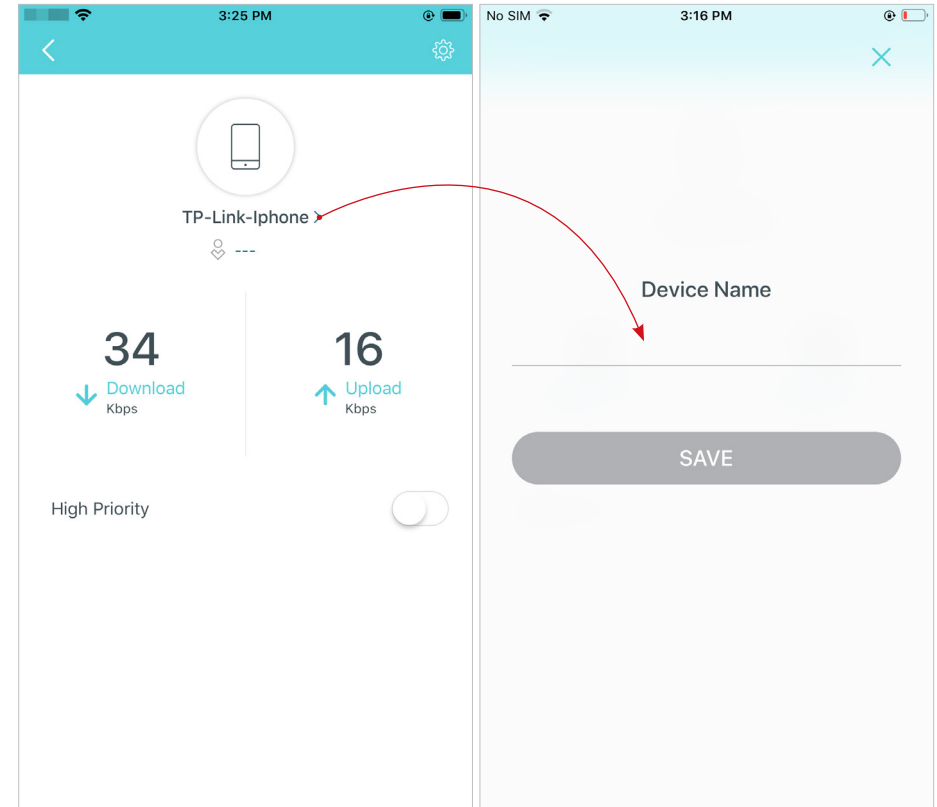 3:25 PM
TP-Link-Iphone
---
34
Download
Kbps
16
Upload
Kbps
High Priority
No SIM
3:16 PM
Device Name
SAVE